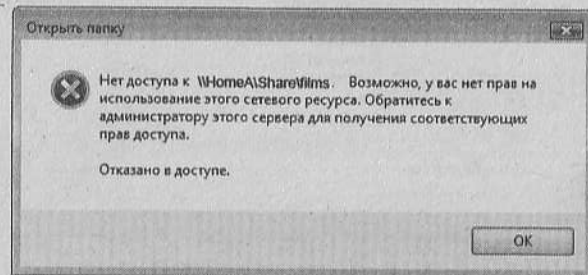 Открыть папку
Нет доступа к \\HomeA\Share\films. Возможно, у вас нет прав на
использование этого сетевого ресурса. Обратитесь к
администратору этого сервера для получения соответствующих
прав доступа.
Отказано в доступе.
OK